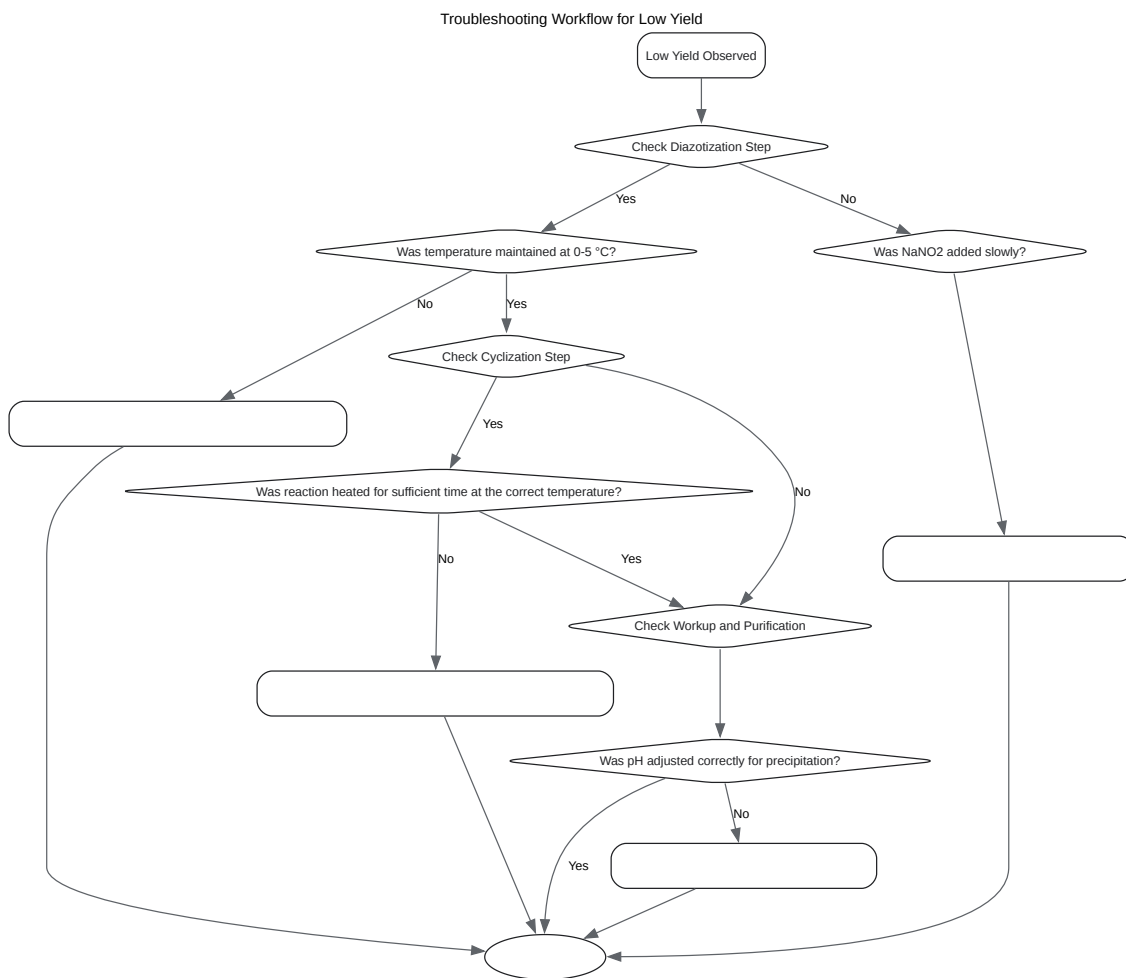 Troubleshooting Workflow for Low Yield
Low Yield Observed
Check Diazotization Step
Yes
No
Was temperature maintained at 0-5 °C?
Was NaNO2 added slowly?
No
Yes
Check Cyclization Step
Yes
Was reaction heated for sufficient time at the correct temperature?
No
No
Yes
Check Workup and Purification
Was pH adjusted correctly for precipitation?
No
Yes